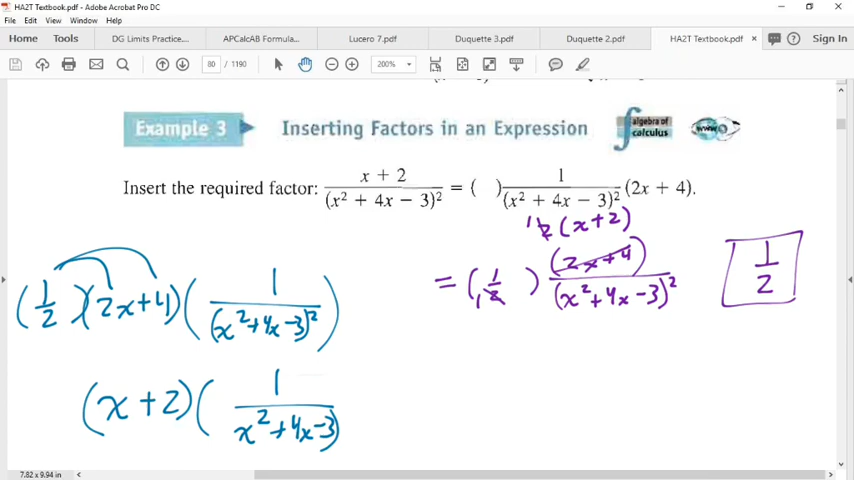 HA2T Textbook.pdf - Adobe Acrobat Pro DC
File Edit View Window Help
Home Tools DG Limits Practice.... APCalcAB Formula... Lucero 7.pdf Duquette 3.pdf Duquette 2.pdf HA2T Textbook.pdf × Sign In
80 / 1190 200%
Example 3 Inserting Factors in an Expression algebra of calculus
Insert the required factor: x + 2 / (x² + 4x − 3)² = ( ) 1 / (x² + 4x − 3)² (2x + 4).
1 2 (x+2)
= (1/2) (2x+4) / (x²+4x-3)²
1/2
(1/2)(2x+4)(1/(x²+4x-3)²)
(x+2)(1/x²+4x-3)
7.82 x 9.94 in